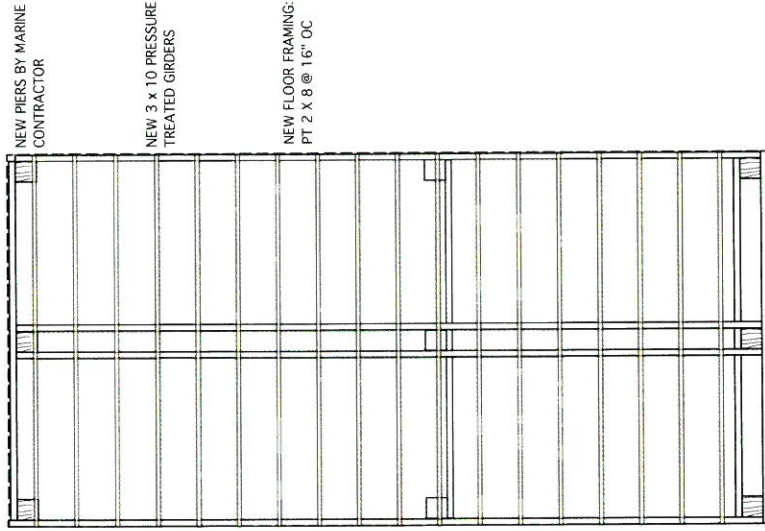 NEW PIERS BY MARINE
CONTRACTOR
NEW 3 x 10 PRESSURE
TREATED GIRDERS
NEW FLOOR FRAMING:
PT 2 X 8 @ 16" OC